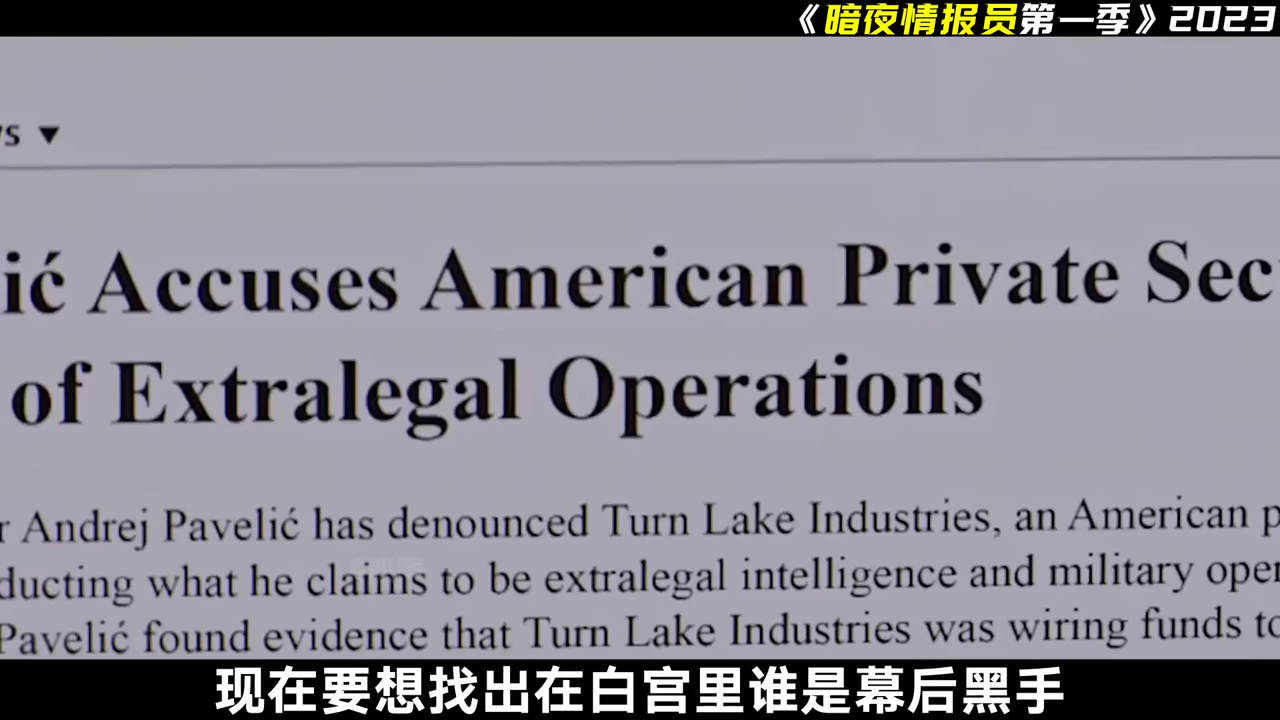 《暗夜情报员第一季》2023
ić Accuses American Private Sec
of Extralegal Operations
Andrej Pavelić has denounced Turn Lake Industries, an American
ducting what he claims to be extralegal intelligence and military oper
Pavelić found evidence that Turn Lake Industries was wiring funds to
现在要想找出在白宫里谁是幕后黑手